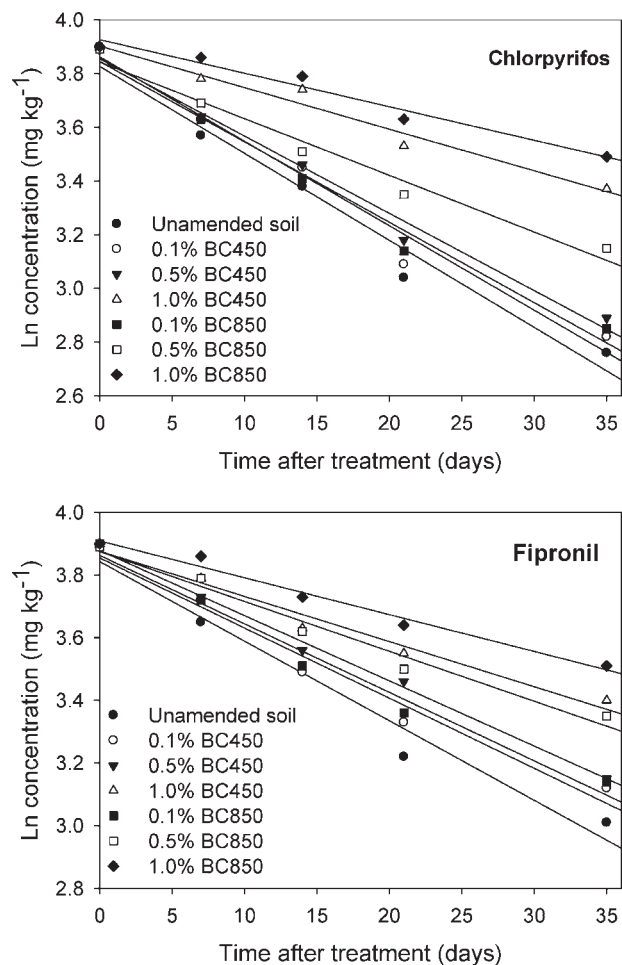 4.0
Chlorpyrifos
3.8
3.6
3.4
3.2
3.0
2.8
2.6
Ln concentration (mg kg⁻¹)
Unamended soil
0.1% BC450
0.5% BC450
1.0% BC450
0.1% BC850
0.5% BC850
1.0% BC850
0 5 10 15 20 25 30 35
Time after treatment (days)
4.0
Fipronil
3.8
3.6
3.4
3.2
3.0
2.8
Ln concentration (mg kg⁻¹)
Unamended soil
0.1% BC450
0.5% BC450
1.0% BC450
0.1% BC850
0.5% BC850
1.0% BC850
0 5 10 15 20 25 30 35
Time after treatment (days)